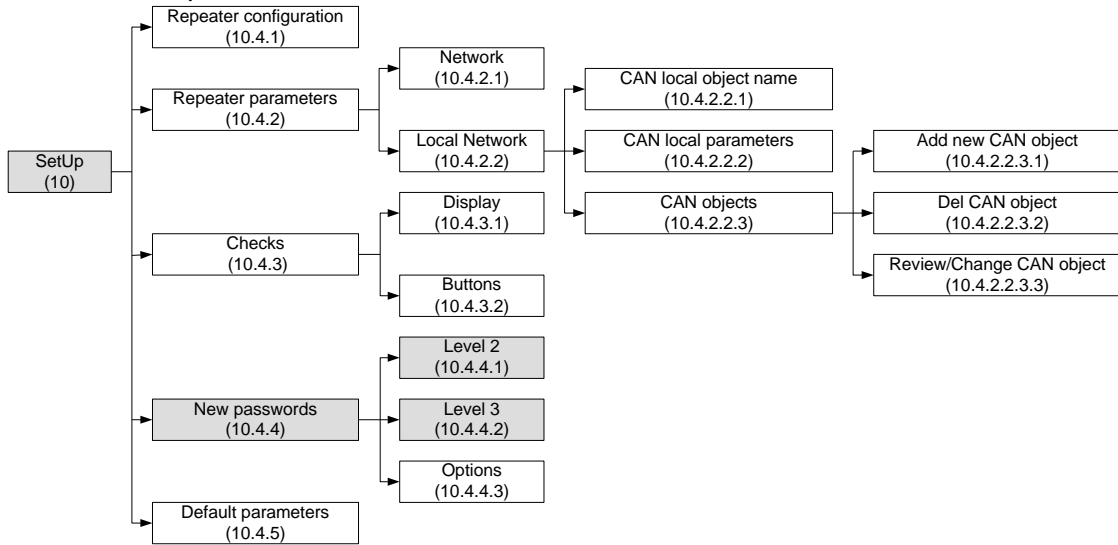 Repeater configuration
(10.4.1)
Network
(10.4.2.1)
CAN local object name
(10.4.2.2.1)
Repeater parameters
(10.4.2)
Local Network
(10.4.2.2)
CAN local parameters
(10.4.2.2.2)
Add new CAN object
(10.4.2.2.3.1)
SetUp
(10)
Display
(10.4.3.1)
CAN objects
(10.4.2.2.3)
Del CAN object
(10.4.2.2.3.2)
Checks
(10.4.3)
Buttons
(10.4.3.2)
Review/Change CAN object
(10.4.2.2.3.3)
Level 2
(10.4.4.1)
New passwords
(10.4.4)
Level 3
(10.4.4.2)
Options
(10.4.4.3)
Default parameters
(10.4.5)